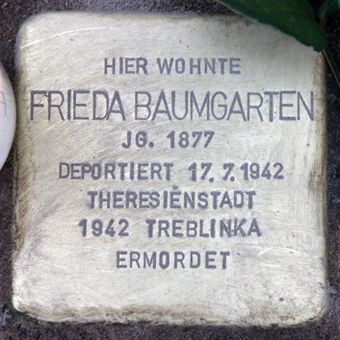 HIER WOHNTE
FRIEDA BAUMGARTEN
JG. 1877
DEPORTIERT 17.7.1942
THERESIENSTADT
1942 TREBLINKA
ERMORDET